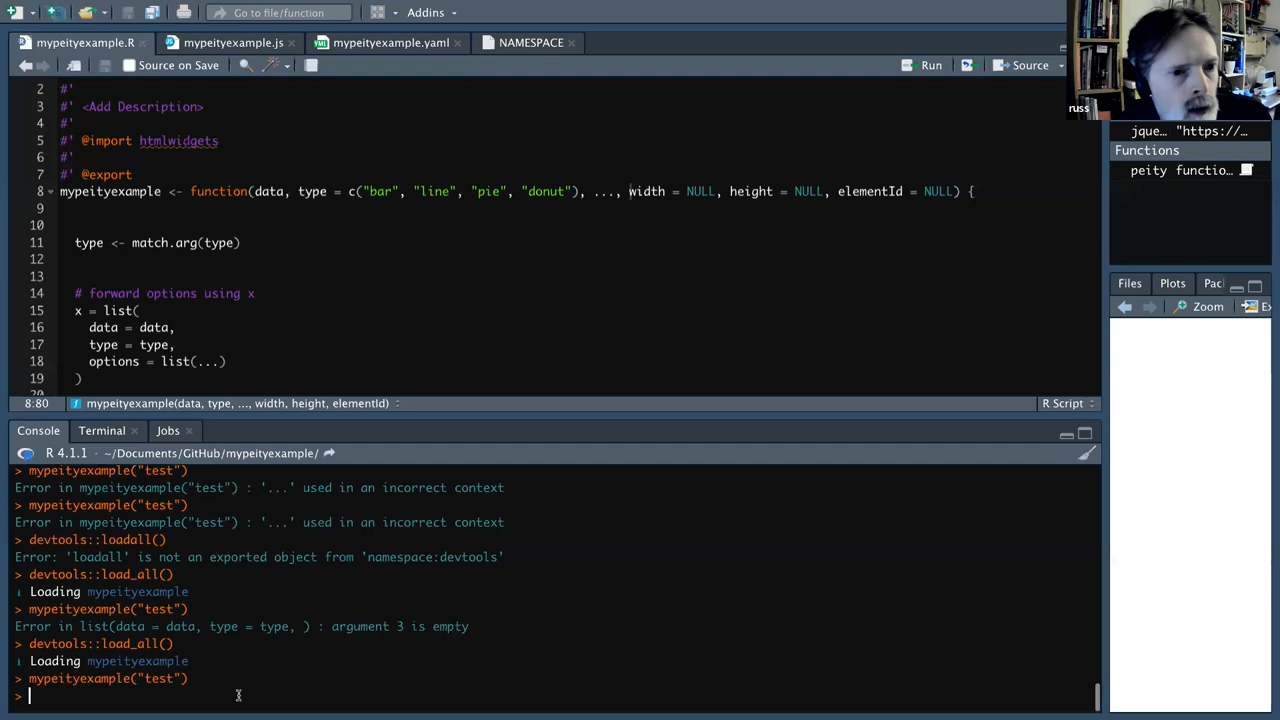 Go to file/function
Addins
mypeityexample.R
mypeityexample.js
mypeityexample.yaml
NAMESPACE
Source on Save
Run
Source
russ
2 #'
3 #' <Add Description>
4 #'
5 #' @import htmlwidgets
6 #'
7 #' @export
8 mypeityexample <- function(data, type = c("bar", "line", "pie", "donut"), ..., width = NULL, height = NULL, elementId = NULL) {
9
10
11 type <- match.arg(type)
12
13
14 # forward options using x
15 x = list(
16 data = data,
17 type = type,
18 options = list(...)
19 )
20
8:80 mypeityexample(data, type, ..., width, height, elementId) R Script
jque… "https://…
Functions
peity functio…
Files Plots Pac
Zoom Ex
Console Terminal Jobs
R 4.1.1 · ~/Documents/GitHub/mypeityexample/
> mypeityexample("test")
Error in mypeityexample("test") : '...' used in an incorrect context
> mypeityexample("test")
Error in mypeityexample("test") : '...' used in an incorrect context
> devtools::loadall()
Error: 'loadall' is not an exported object from 'namespace:devtools'
> devtools::load_all()
ℹ Loading mypeityexample
> mypeityexample("test")
Error in list(data = data, type = type, ) : argument 3 is empty
> devtools::load_all()
ℹ Loading mypeityexample
> mypeityexample("test")
>